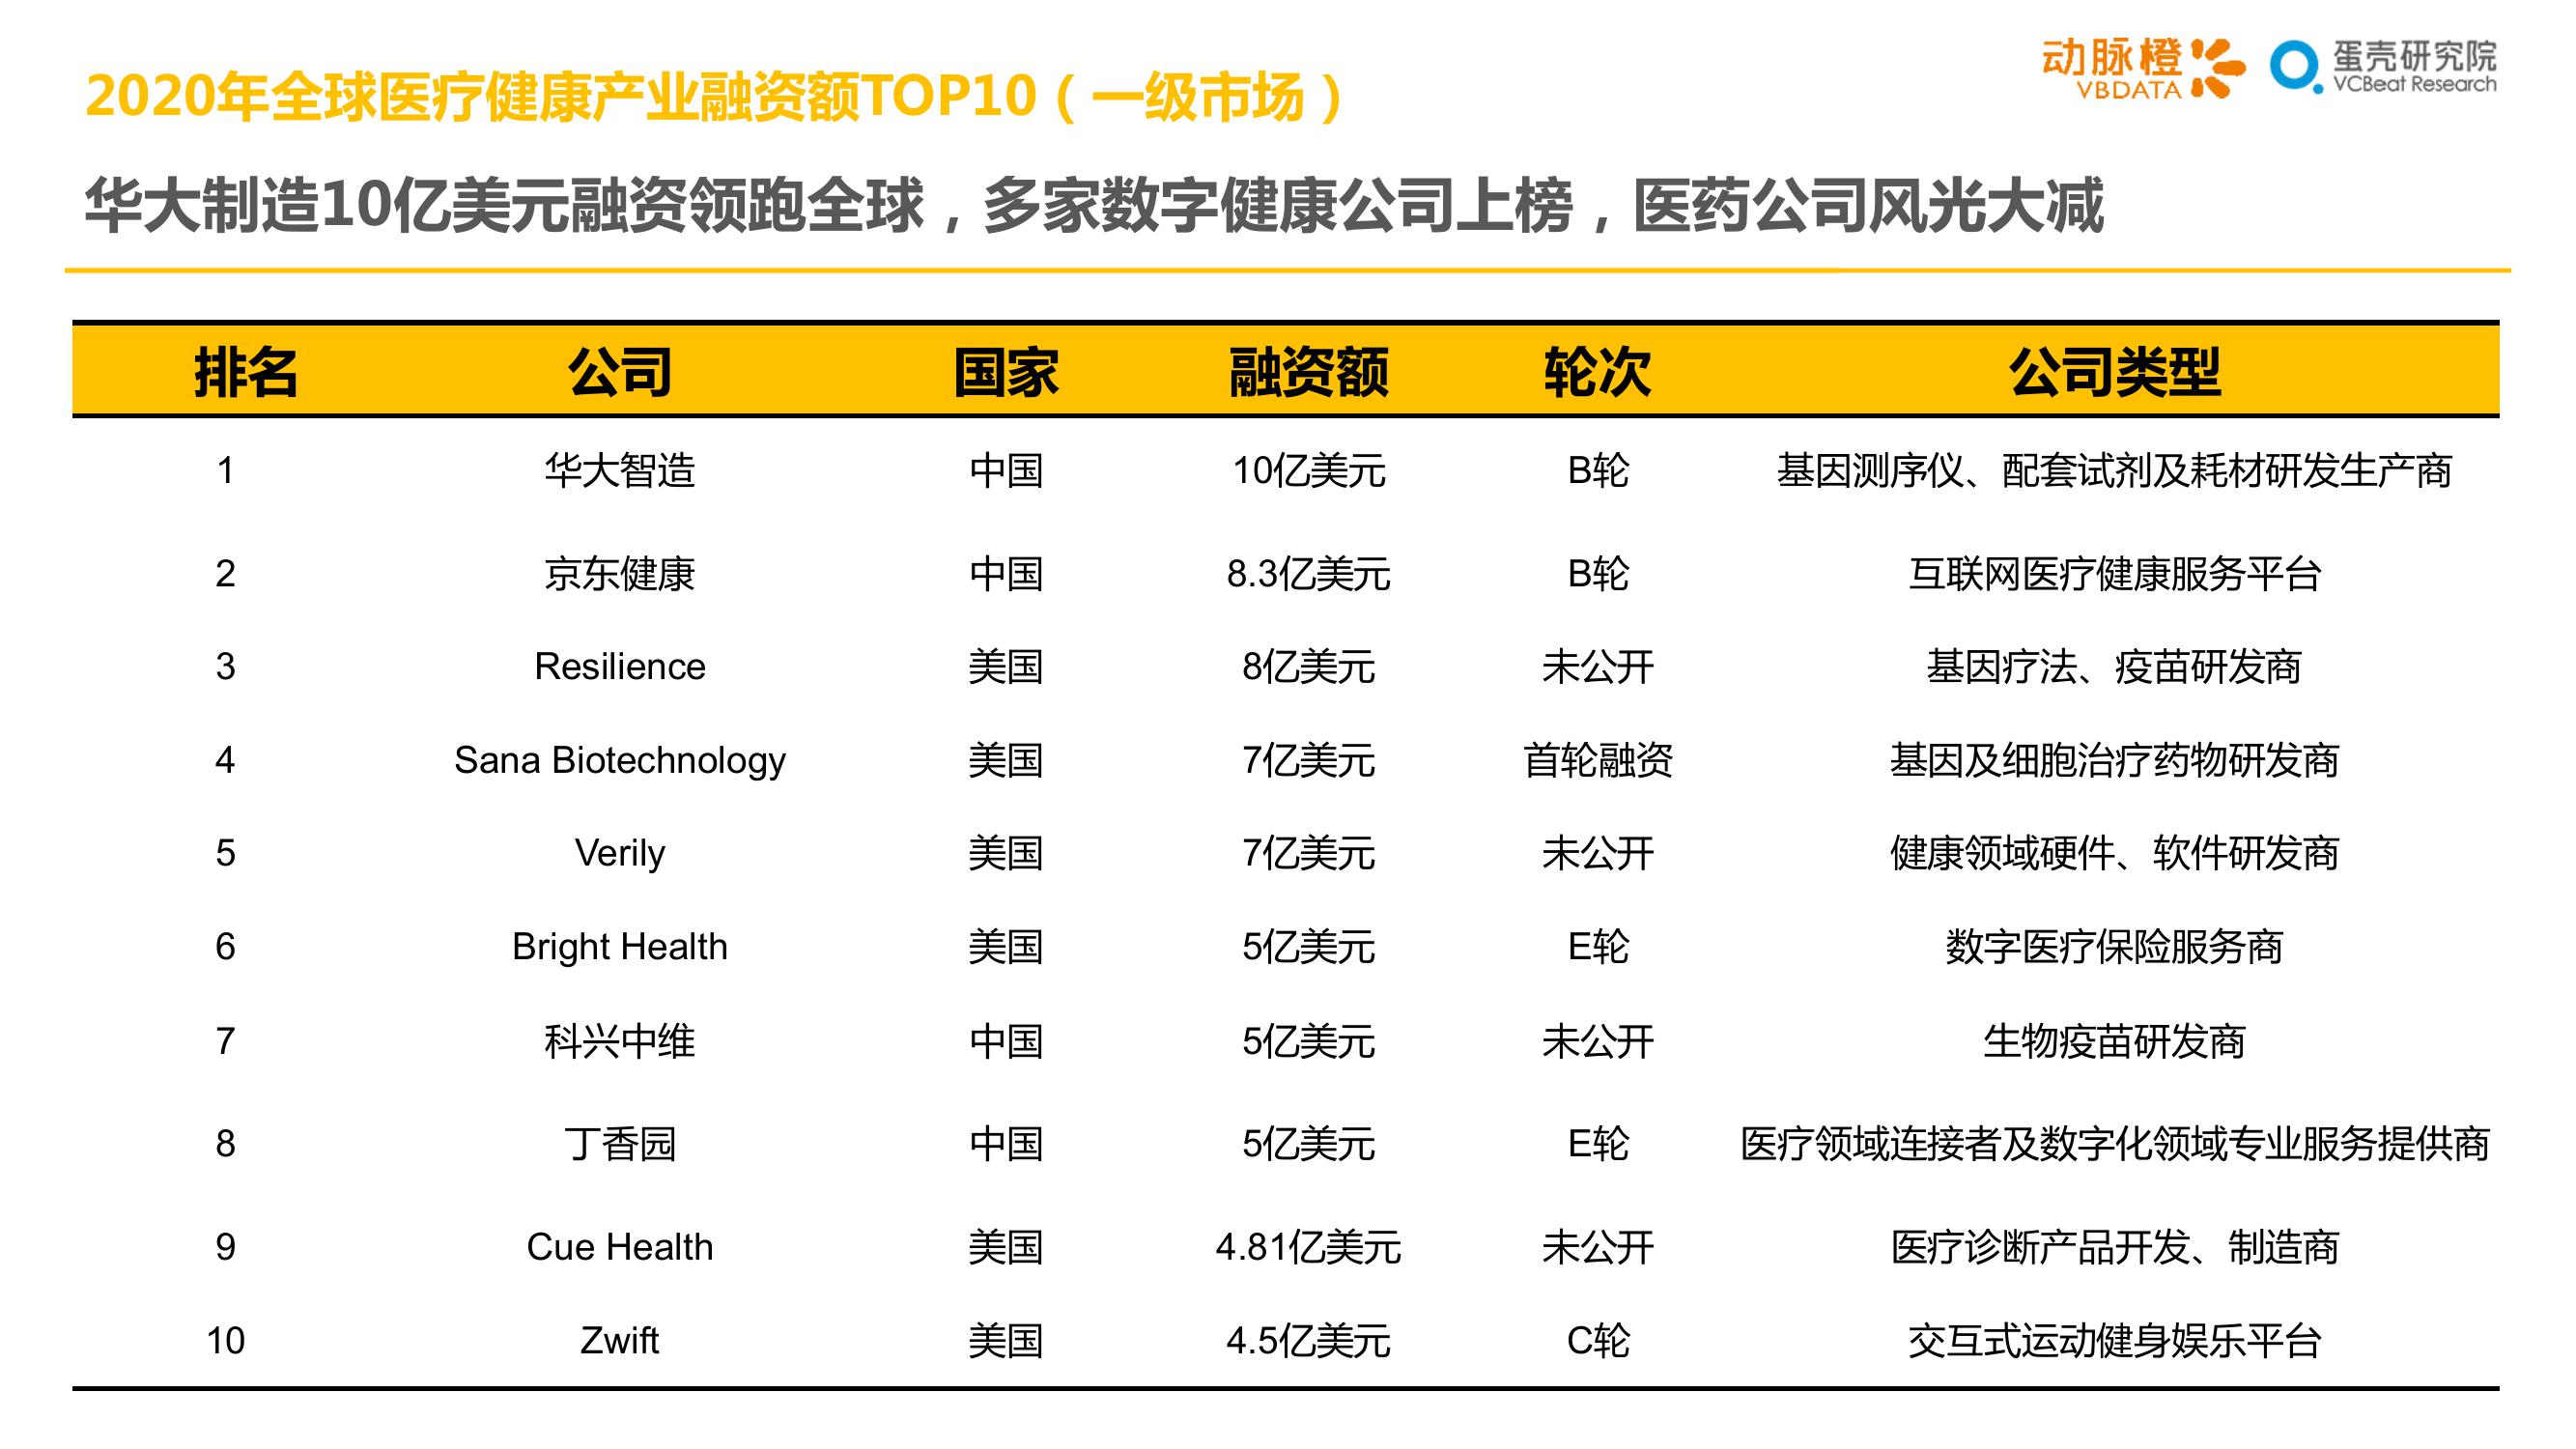 2020年全球医疗健康产业融资额TOP10（一级市场）
动脉橙
VBDATA
蛋壳研究院
VCBeat Research
华大制造10亿美元融资领跑全球，多家数字健康公司上榜，医药公司风光大减
排名 公司 国家 融资额 轮次 公司类型
1 华大智造 中国 10亿美元 B轮 基因测序仪、配套试剂及耗材研发生产商
2 京东健康 中国 8.3亿美元 B轮 互联网医疗健康服务平台
3 Resilience 美国 8亿美元 未公开 基因疗法、疫苗研发商
4 Sana Biotechnology 美国 7亿美元 首轮融资 基因及细胞治疗药物研发商
5 Verily 美国 7亿美元 未公开 健康领域硬件、软件研发商
6 Bright Health 美国 5亿美元 E轮 数字医疗保险服务商
7 科兴中维 中国 5亿美元 未公开 生物疫苗研发商
8 丁香园 中国 5亿美元 E轮 医疗领域连接者及数字化领域专业服务提供商
9 Cue Health 美国 4.81亿美元 未公开 医疗诊断产品开发、制造商
10 Zwift 美国 4.5亿美元 C轮 交互式运动健身娱乐平台